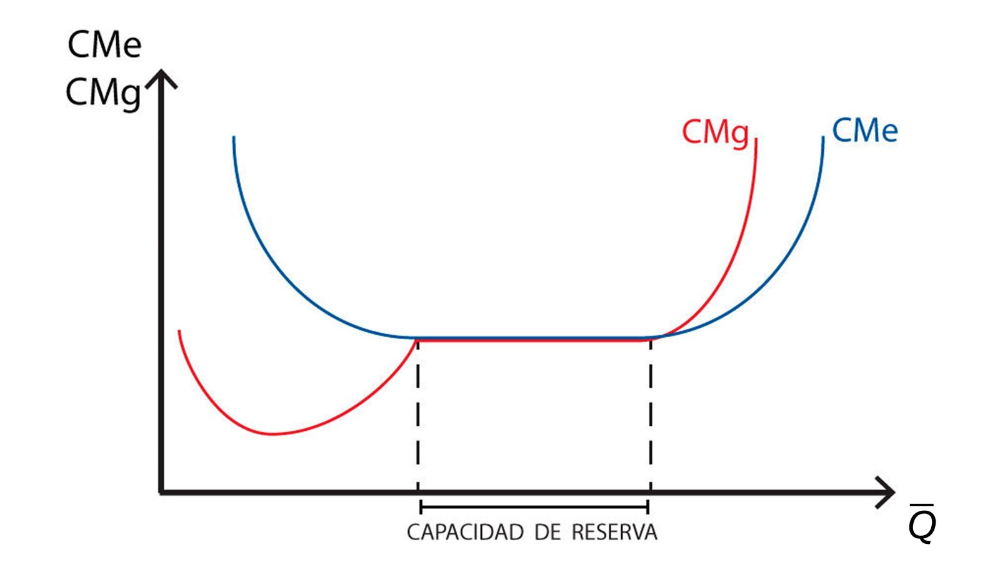 CMe
CMg
CMg
CMe
CAPACIDAD DE RESERVA
Q̅